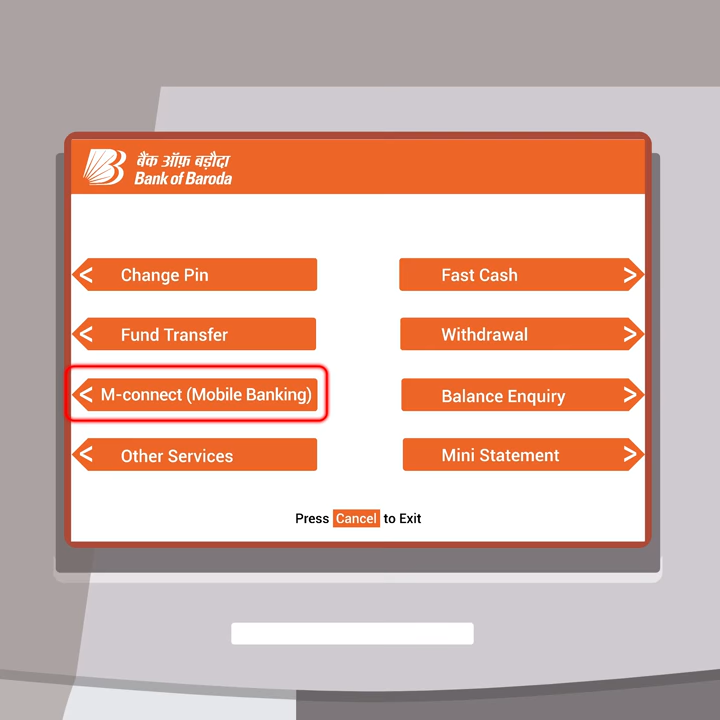 बैंक ऑफ़ बड़ौदा
Bank of Baroda
Change Pin
Fast Cash
Fund Transfer
Withdrawal
M-connect (Mobile Banking)
Balance Enquiry
Other Services
Mini Statement
Press Cancel to Exit